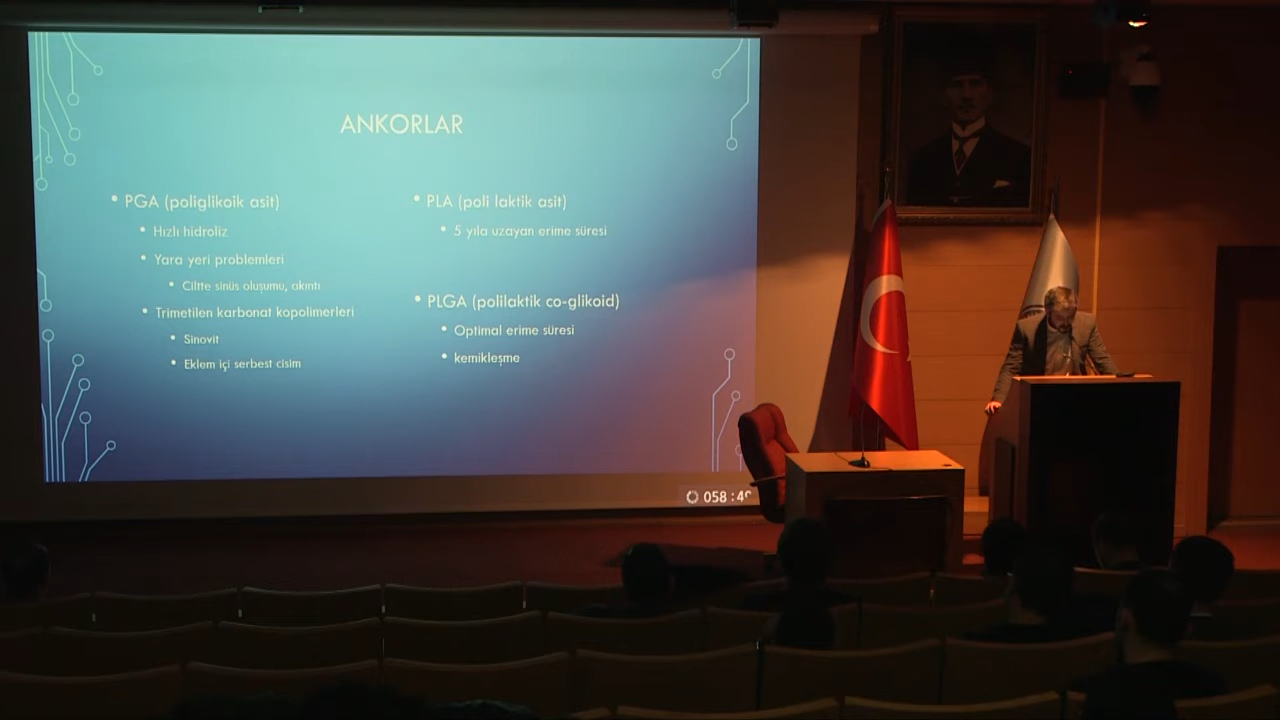 ANKORLAR
• PGA (poliglikoik asit)
• Hızlı hidroliz
• Yara yeri problemleri
• Ciltte sinüs oluşumu, akıntı
• Trimetilen karbonat kopolimerleri
• Sinovit
• Eklem içi serbest cisim
• PLA (poli laktik asit)
• 5 yıla uzayan erime süresi
• PLGA (polilaktik co-glikoid)
• Optimal erime süresi
• kemikleşme
058 : 49